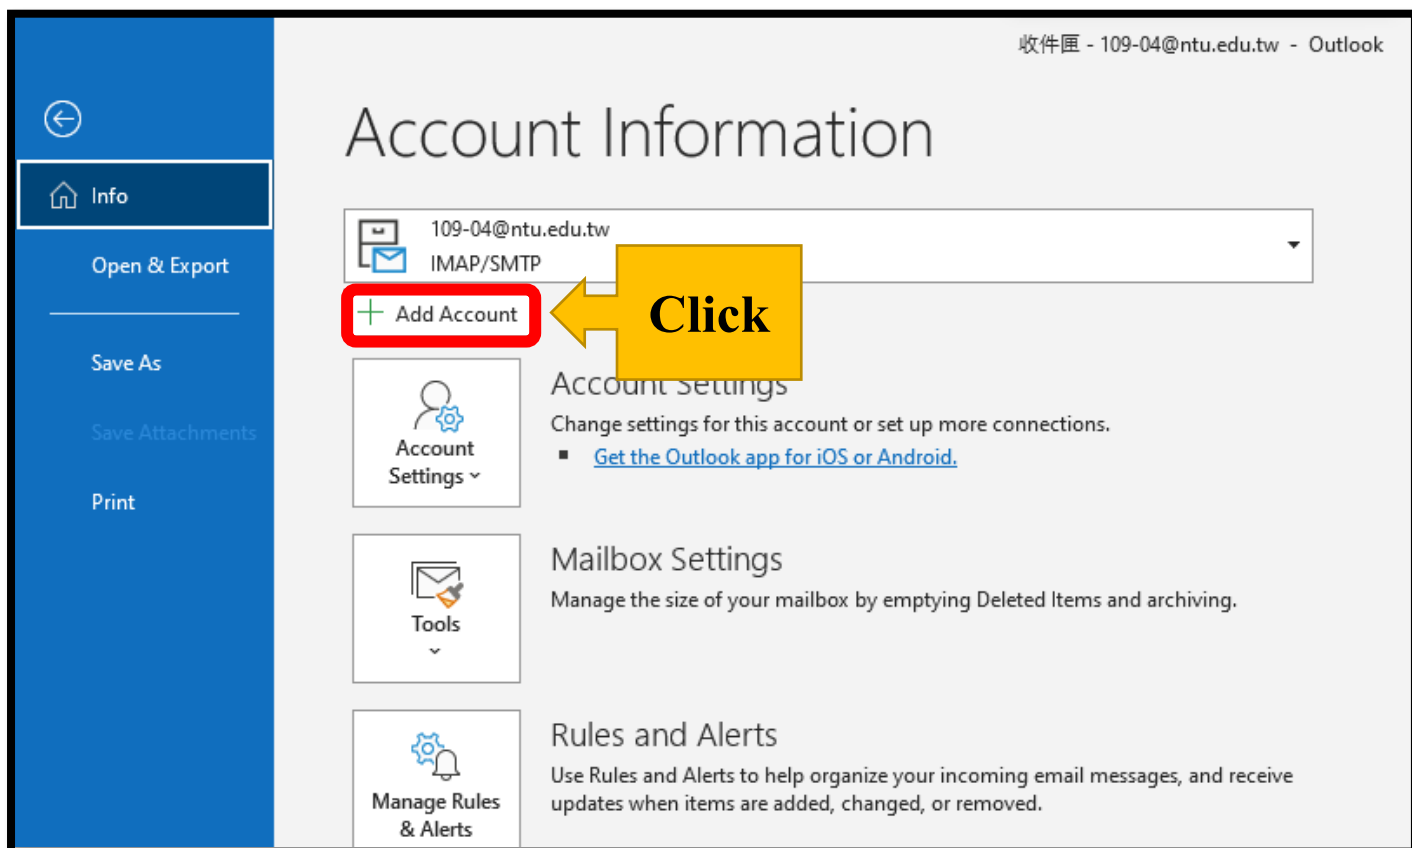 收件匣 - 109-04@ntu.edu.tw - Outlook
Account Information
Info
Open & Export
Save As
Save Attachments
Print
109-04@ntu.edu.tw
IMAP/SMTP
Add Account
Click
Account
Settings
Account Settings
Change settings for this account or set up more connections.
Get the Outlook app for iOS or Android.
Tools
Mailbox Settings
Manage the size of your mailbox by emptying Deleted Items and archiving.
Manage Rules
& Alerts
Rules and Alerts
Use Rules and Alerts to help organize your incoming email messages, and receive
updates when items are added, changed, or removed.